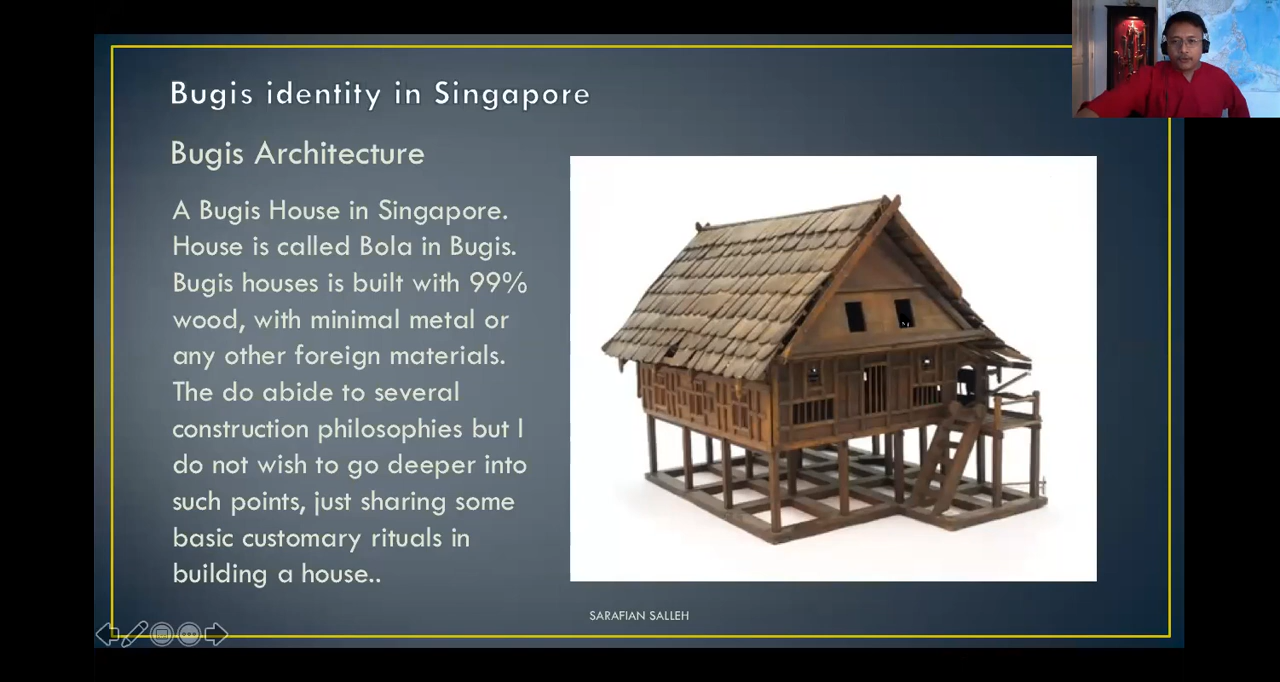 Bugis identity in Singapore
Bugis Architecture
A Bugis House in Singapore.
House is called Bola in Bugis.
Bugis houses is built with 99%
wood, with minimal metal or
any other foreign materials.
The do abide to several
construction philosophies but I
do not wish to go deeper into
such points, just sharing some
basic customary rituals in
building a house..
SARAFIAN SALLEH